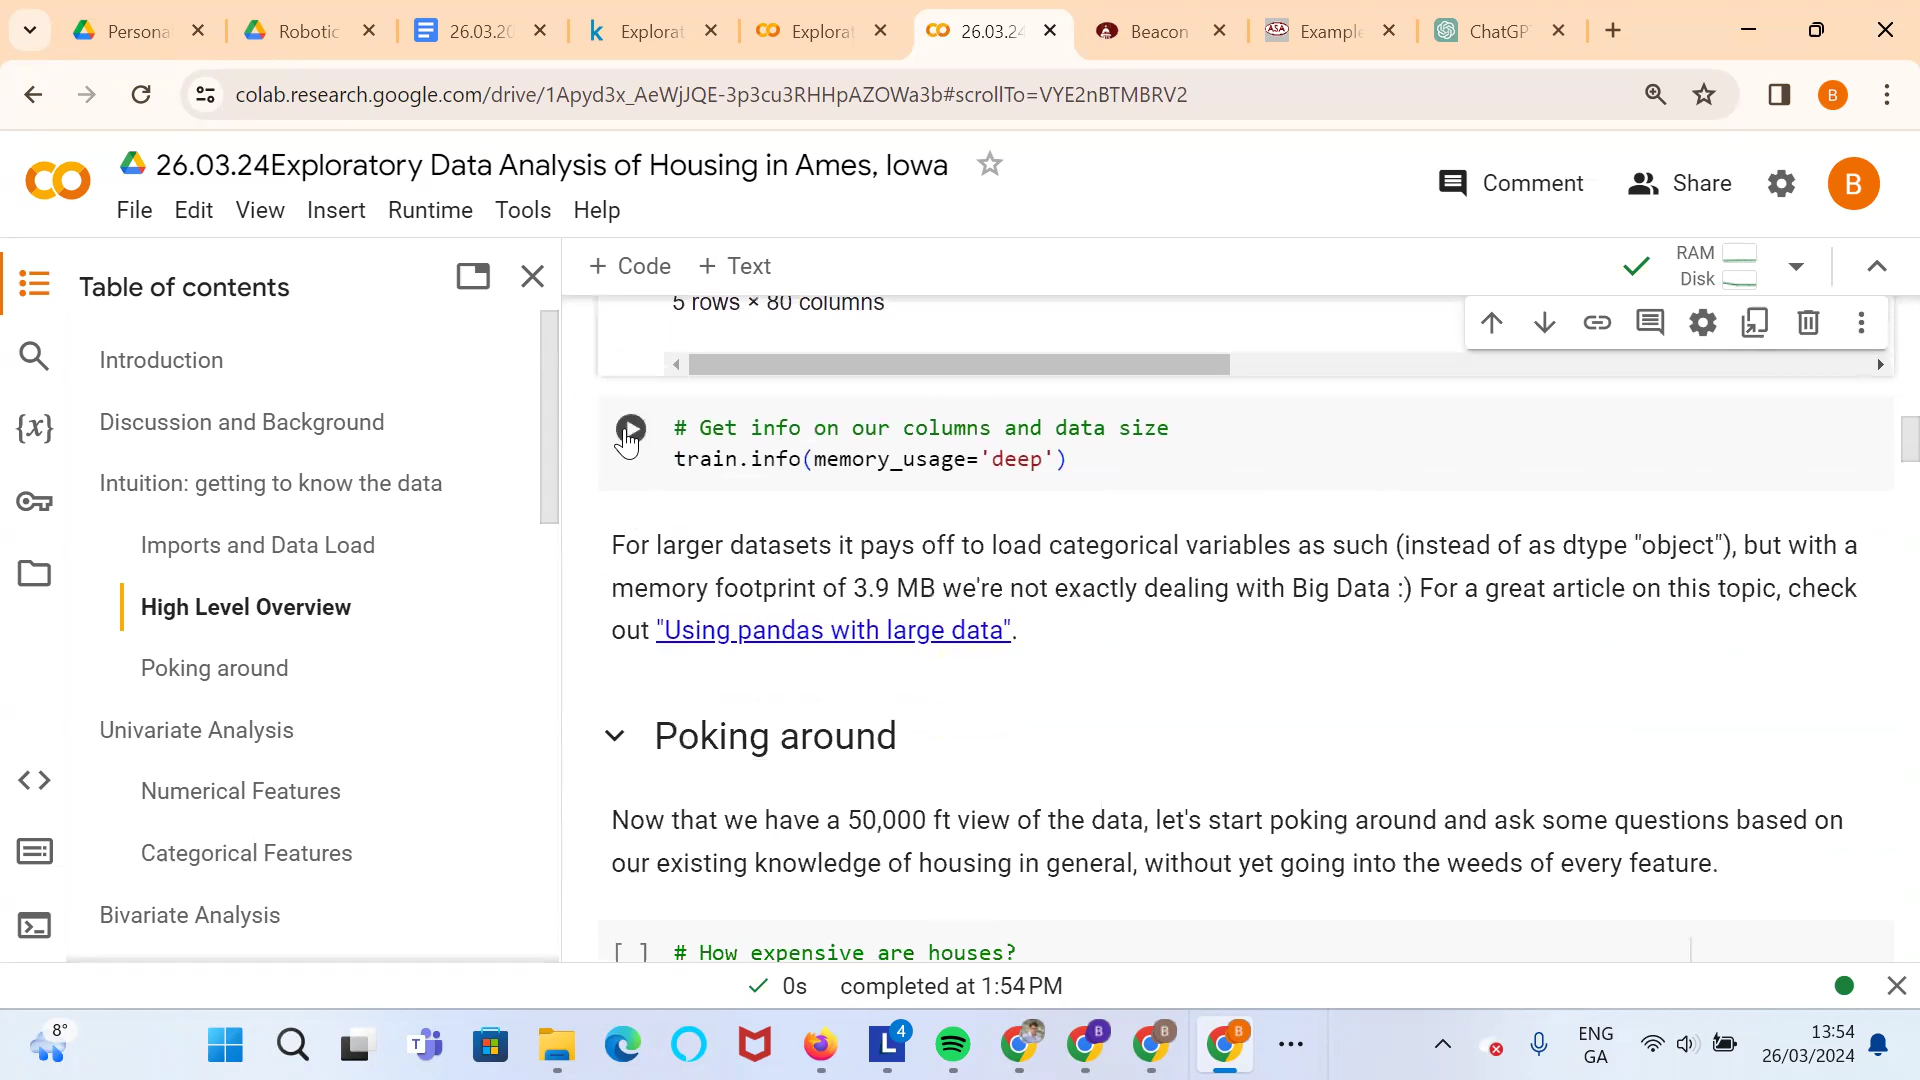 Persona
Robotic
26.03.20
Explorat
Explorat
26.03.24
Beacon
Example
ChatGP
colab.research.google.com/drive/1Apyd3x_AeWjJQE-3p3cu3RHHpAZOWa3b#scrollTo=VYE2nBTMBRV2
B
26.03.24Exploratory Data Analysis of Housing in Ames, Iowa
File Edit View Insert Runtime Tools Help
Comment
Share
B
+ Code + Text
RAM
Disk
Table of contents
Introduction
Discussion and Background
Intuition: getting to know the data
Imports and Data Load
High Level Overview
Poking around
Univariate Analysis
Numerical Features
Categorical Features
Bivariate Analysis
5 rows × 80 columns
# Get info on our columns and data size
train.info(memory_usage='deep')
For larger datasets it pays off to load categorical variables as such (instead of as dtype "object"), but with a
memory footprint of 3.9 MB we're not exactly dealing with Big Data :) For a great article on this topic, check
out "Using pandas with large data".
Poking around
Now that we have a 50,000 ft view of the data, let's start poking around and ask some questions based on
our existing knowledge of housing in general, without yet going into the weeds of every feature.
[ ] # How expensive are houses?
0s completed at 1:54 PM
8°
4
ENG
GA
13:54
26/03/2024